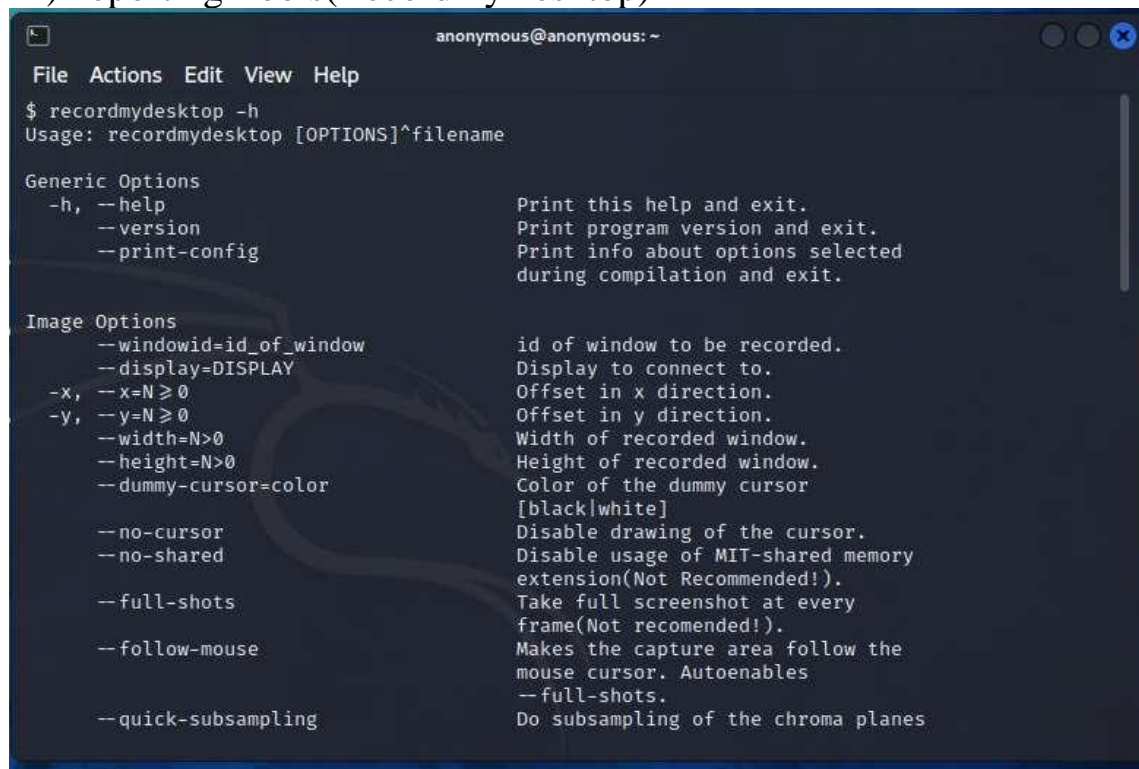 anonymous@anonymous: ~
File Actions Edit View Help
$ recordmydesktop -h
Usage: recordmydesktop [OPTIONS]^filename
Generic Options
-h, --help Print this help and exit.
--version Print program version and exit.
--print-config Print info about options selected
during compilation and exit.
Image Options
--windowid=id_of_window id of window to be recorded.
--display=DISPLAY Display to connect to.
-x, --x=N≥0 Offset in x direction.
-y, --y=N≥0 Offset in y direction.
--width=N>0 Width of recorded window.
--height=N>0 Height of recorded window.
--dummy-cursor=color Color of the dummy cursor
[black|white]
--no-cursor Disable drawing of the cursor.
--no-shared Disable usage of MIT-shared memory
extension(Not Recommended!).
--full-shots Take full screenshot at every
frame(Not recomended!).
--follow-mouse Makes the capture area follow the
mouse cursor. Autoenables
--full-shots.
--quick-subsampling Do subsampling of the chroma planes